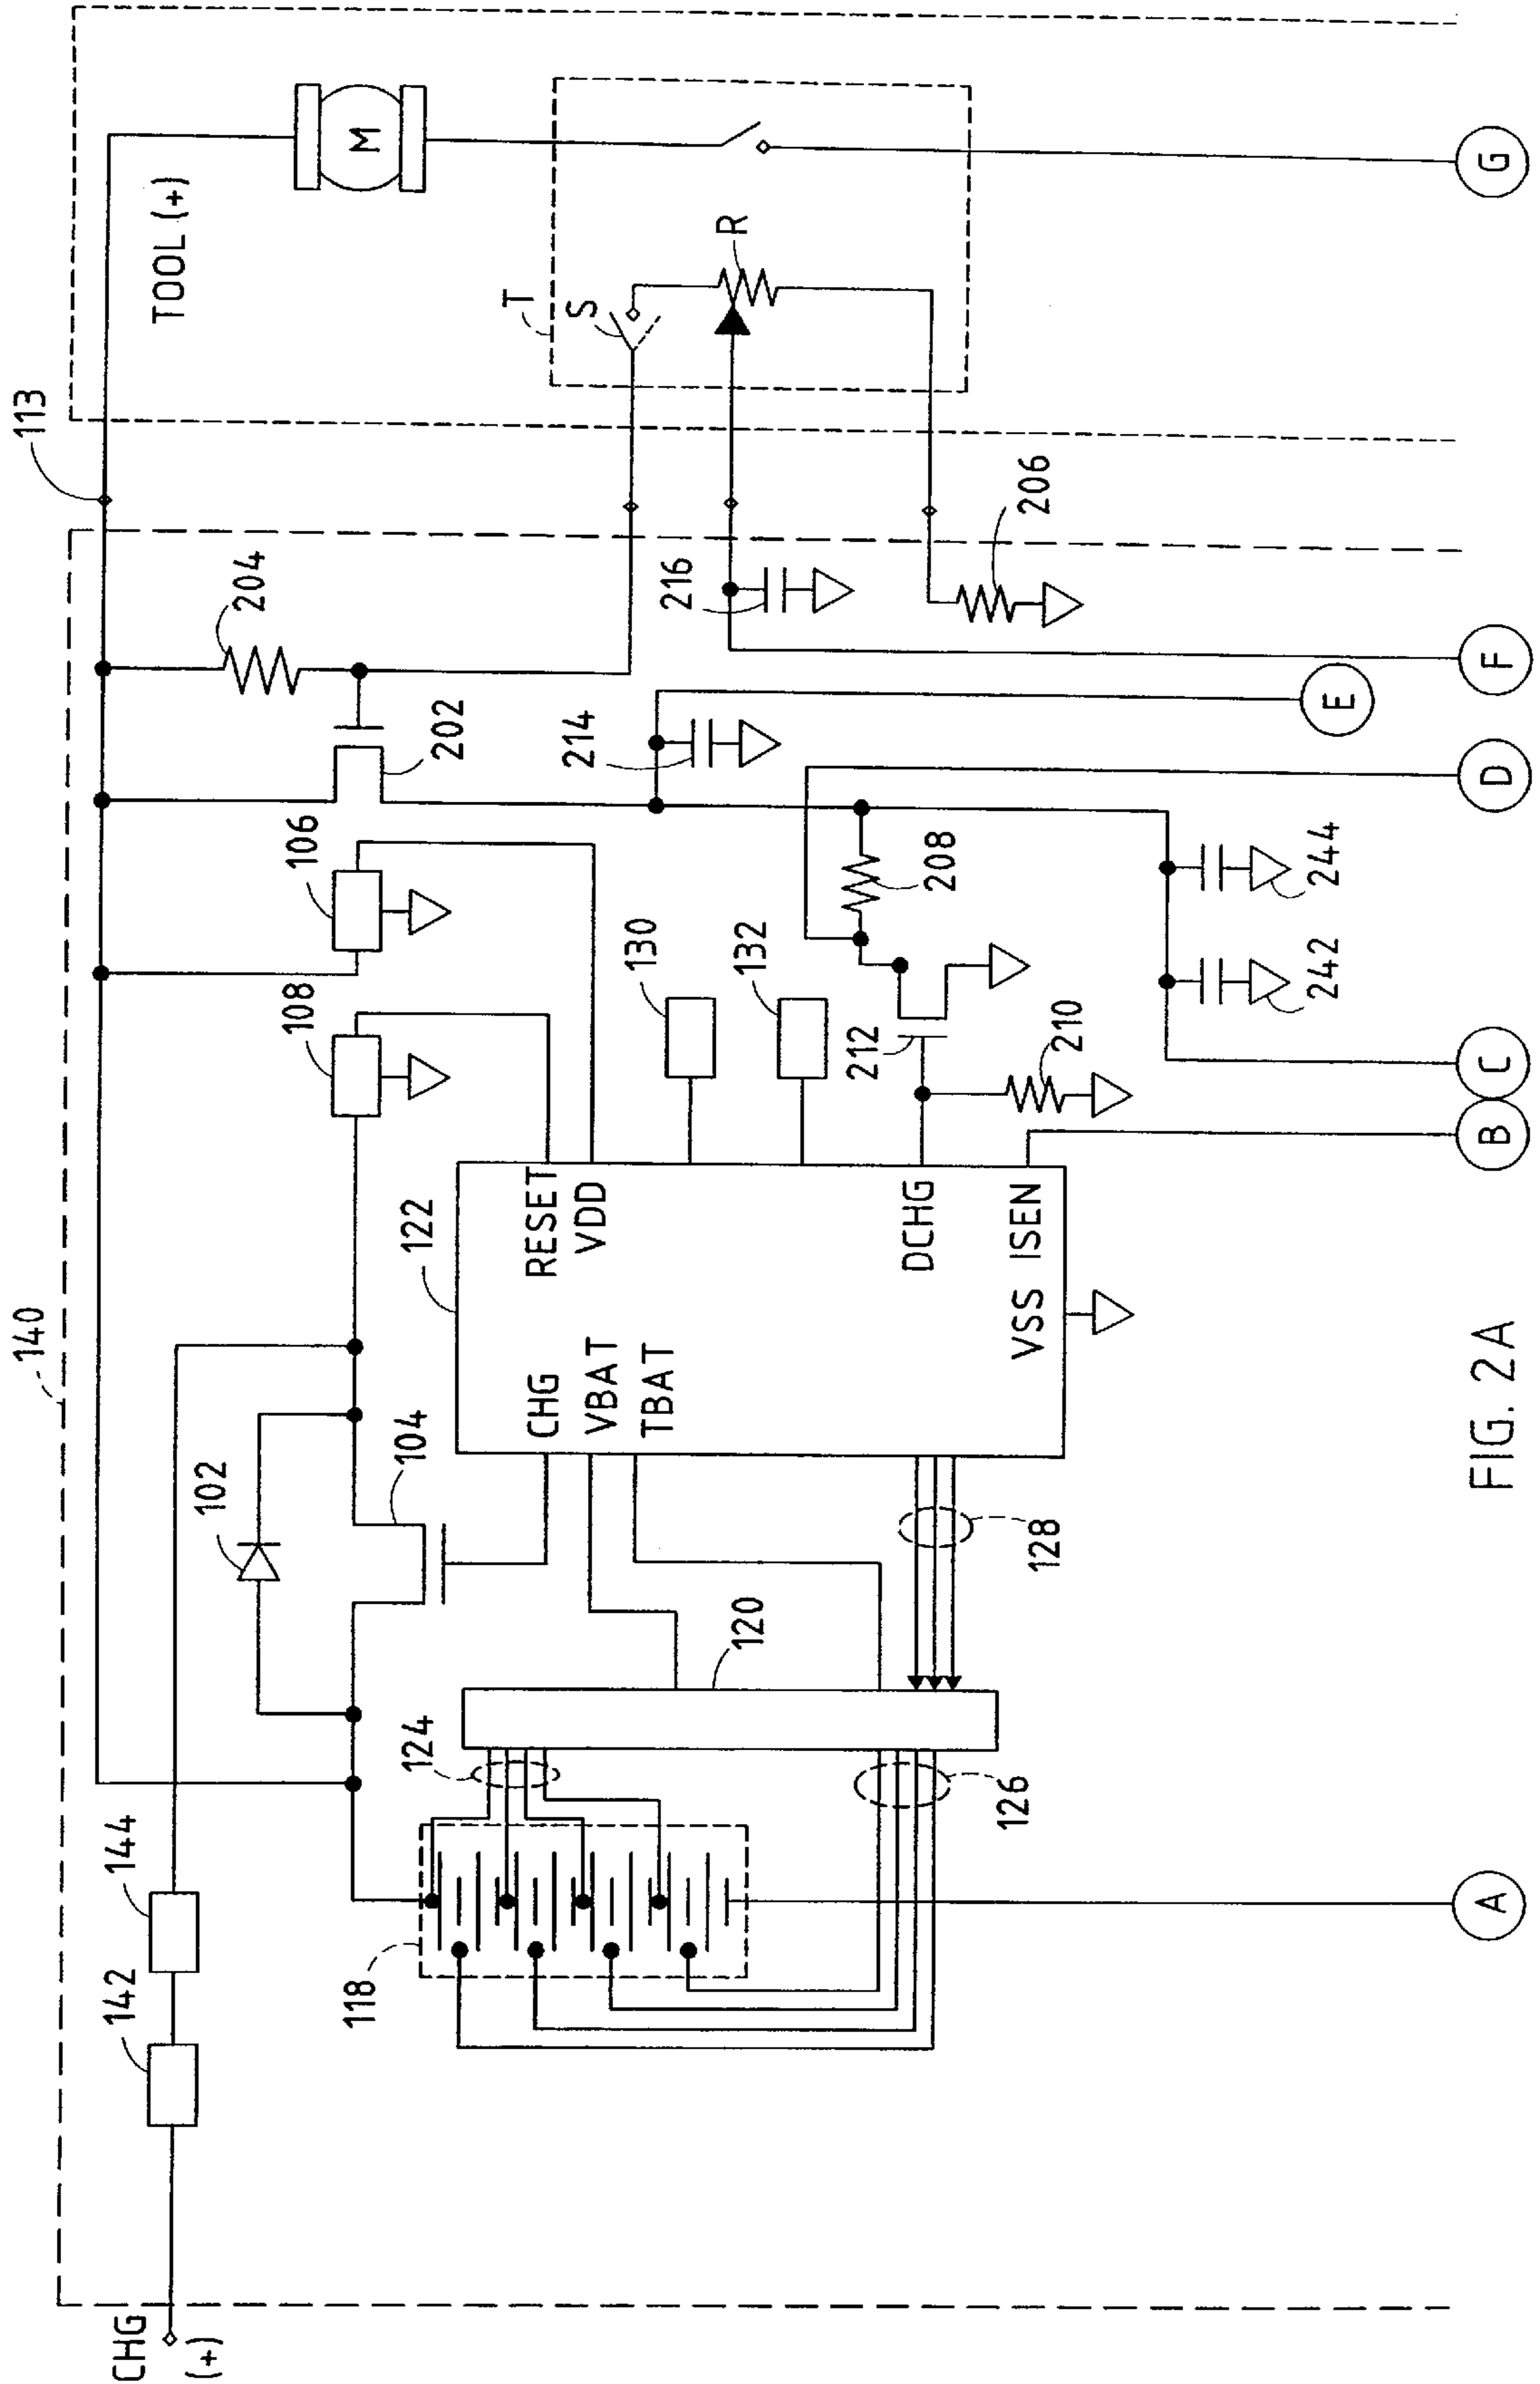 CHG
(+)
142
144
140
113
TOOL (+)
M
T
S
R
G
102
104
108
106
204
202
216
206
214
E
F
D
118
124
120
126
128
122
CHG
VBAT
TBAT
RESET
VDD
DCHG
VSS
ISEN
130
132
212
208
210
242
244
A
B
C
FIG. 2A